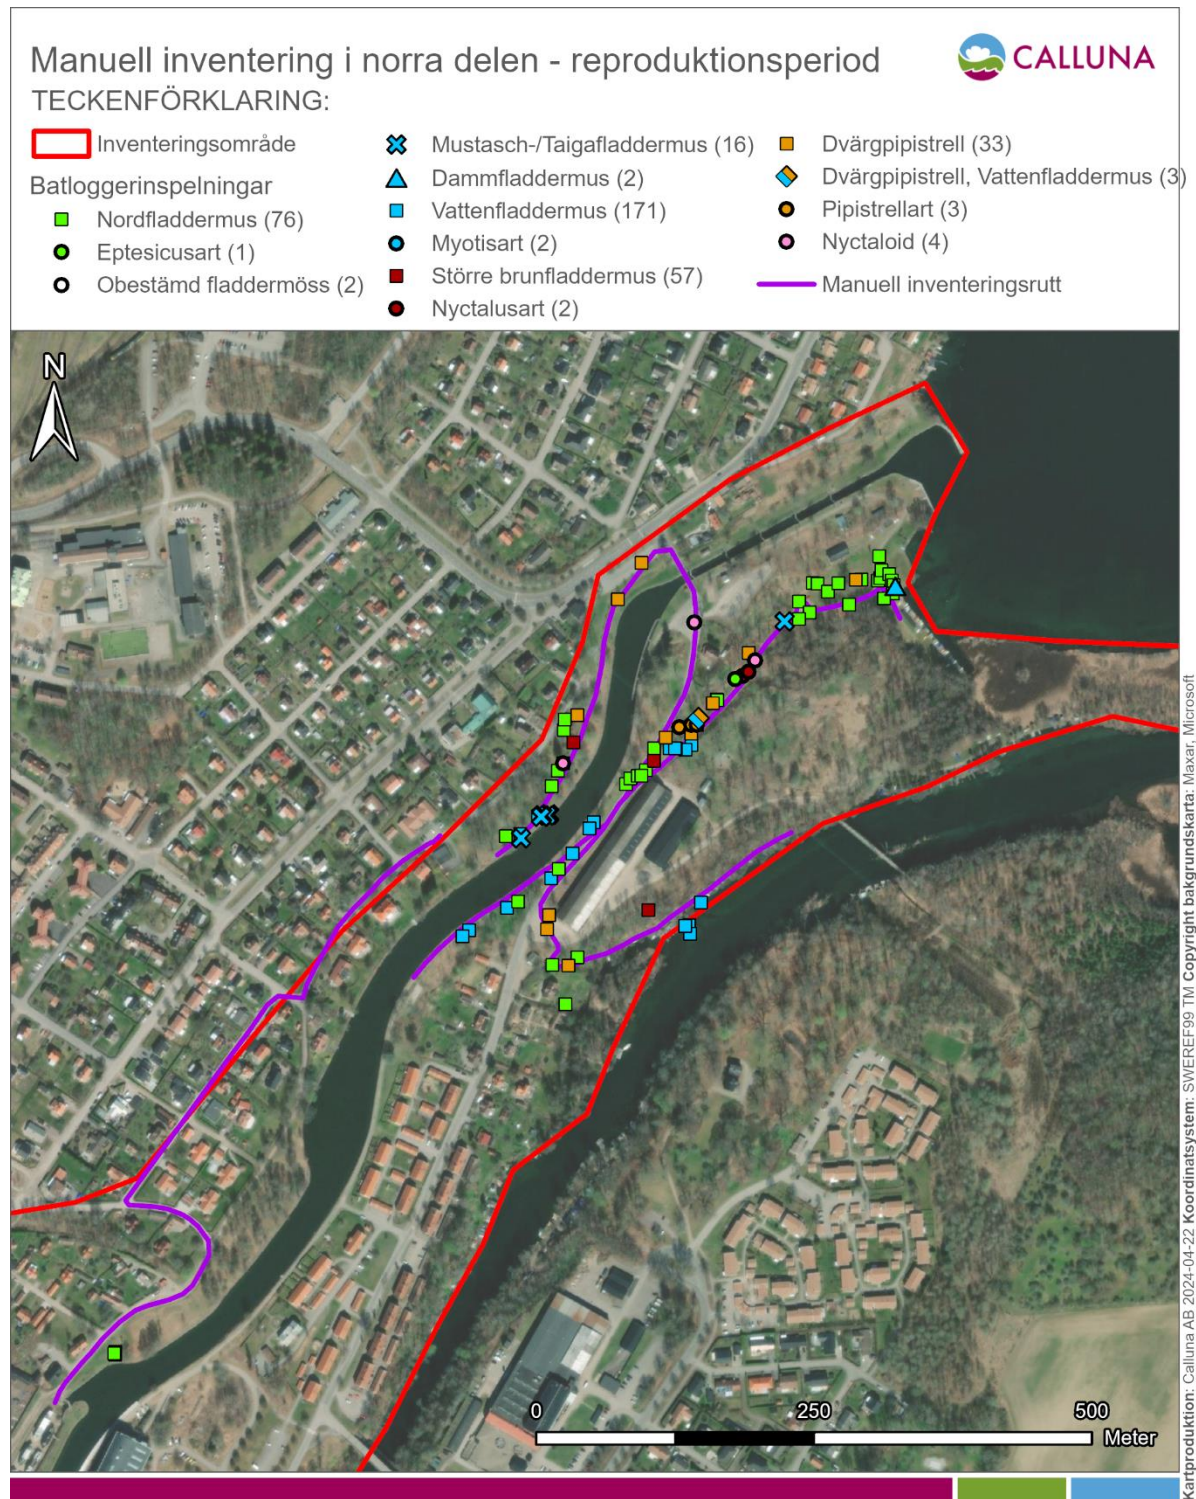 Manuell inventering i norra delen - reproduktionsperiod
CALLUNA
TECKENFÖRKLARING:
Inventeringsområde
Batloggerinspelningar
Nordfladdermus (76)
Eptesicusart (1)
Obestämd fladdermöss (2)
Mustasch-/Taigafladdermus (16)
Dammfladdermus (2)
Vattenfladdermus (171)
Myotisart (2)
Större brunfladdermus (57)
Nyctalusart (2)
Dvärgpipistrell (33)
Dvärgpipistrell, Vattenfladdermus (3)
Pipistrellart (3)
Nyctaloid (4)
Manuell inventeringsrutt
N
0 250 500
Meter
Kartproduktion: Calluna AB 2024-04-22 Koordinatsystem: SWEREF99 TM Copyright bakgrundskarta: Maxar, Microsoft